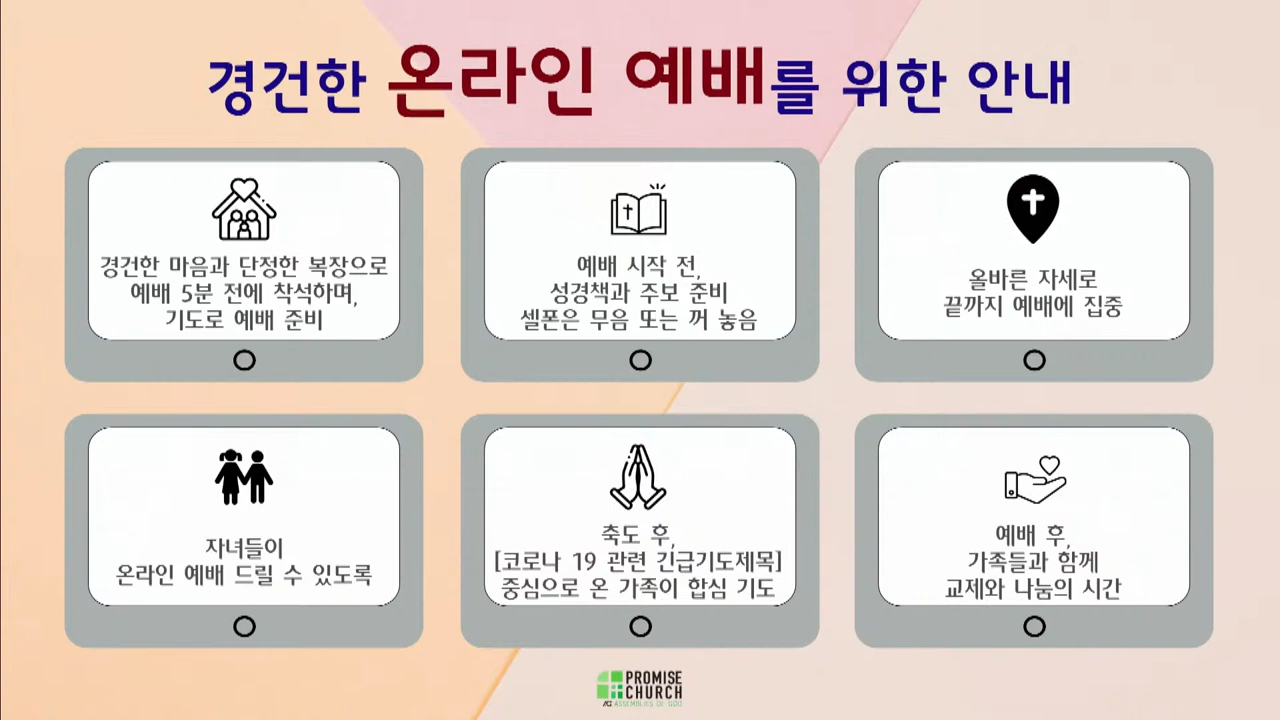 경건한 온라인 예배를 위한 안내
경건한 마음과 단정한 복장으로
예배 5분 전에 착석하며,
기도로 예배 준비
예배 시작 전,
성경책과 주보 준비
셀폰은 무음 또는 꺼 놓음
올바른 자세로
끝까지 예배에 집중
자녀들이
온라인 예배 드릴 수 있도록
축도 후,
[코로나 19 관련 긴급기도제목]
중심으로 온 가족이 합심 기도
예배 후,
가족들과 함께
교제와 나눔의 시간
PROMISE
CHURCH
AG ASSEMBLIES OF GOD